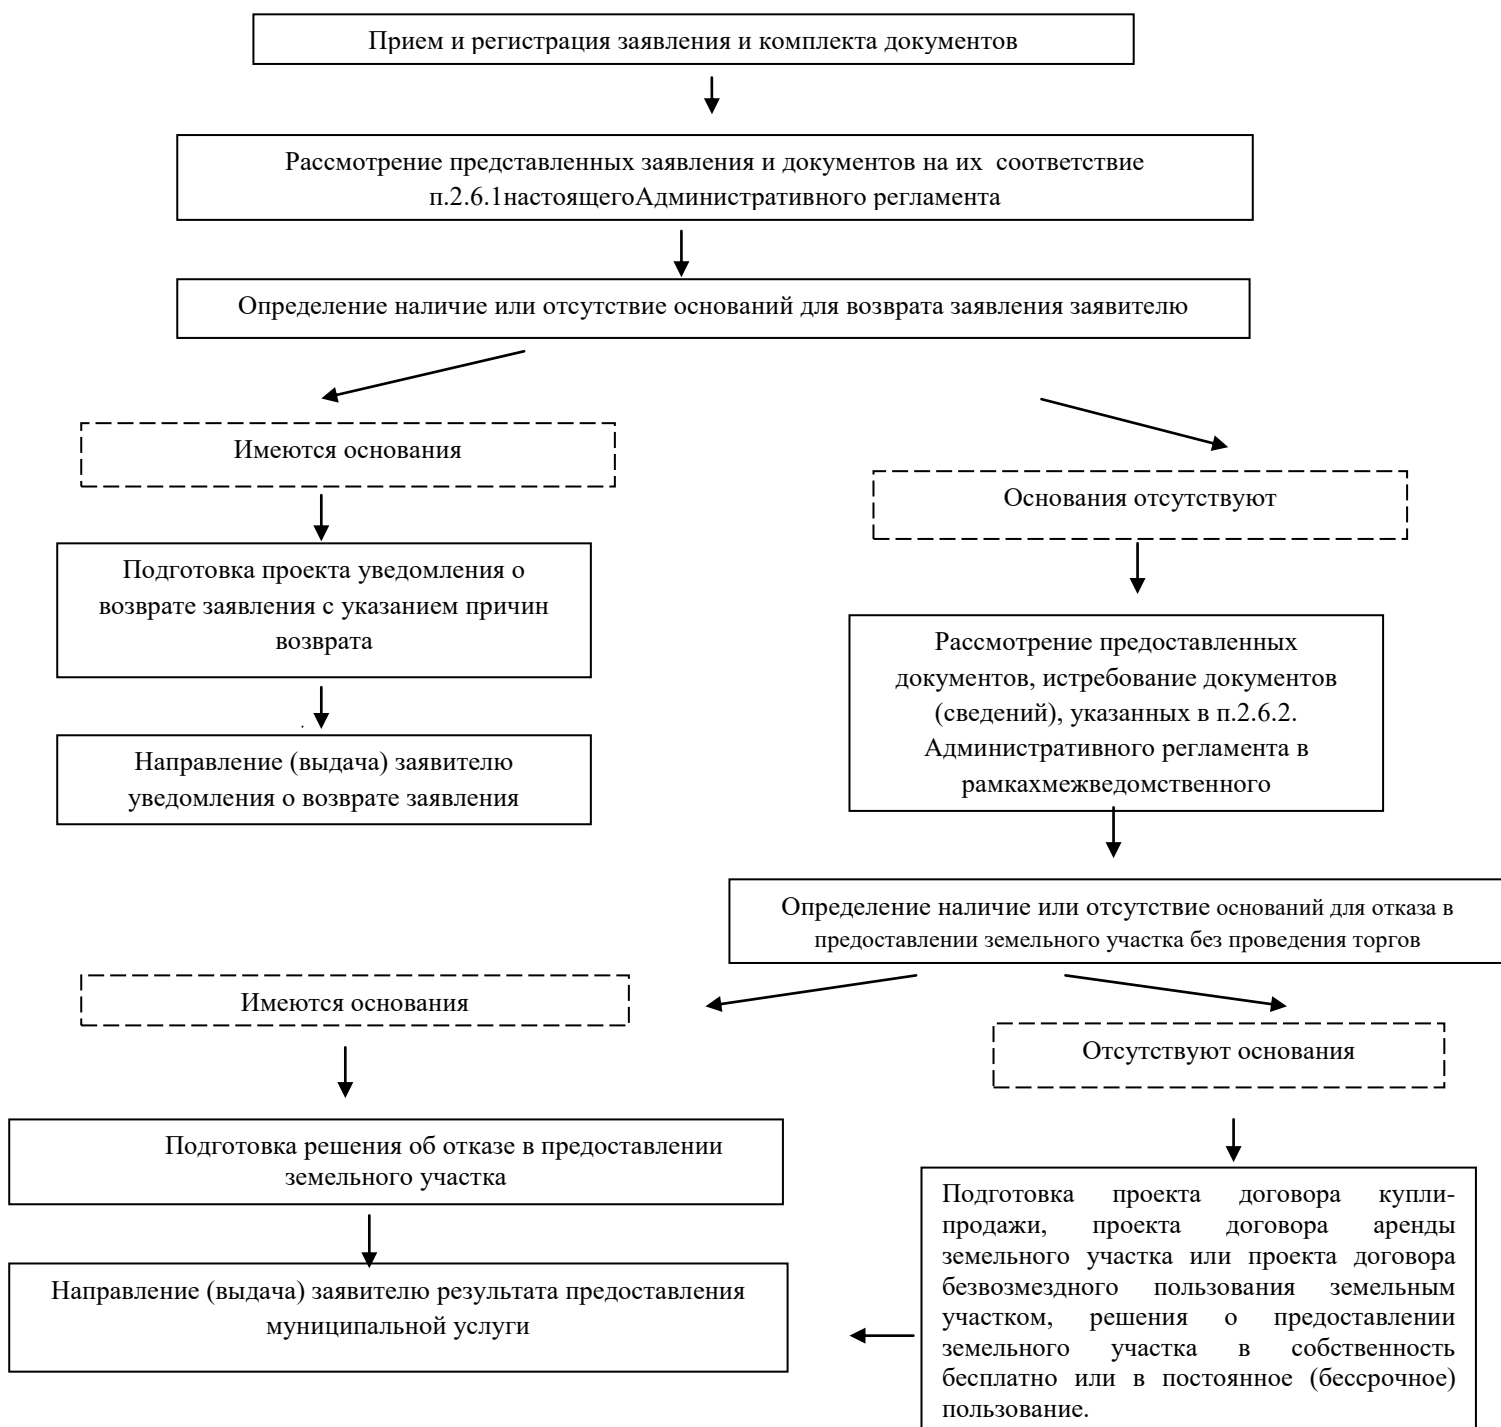 Прием и регистрация заявления и комплекта документов
Рассмотрение представленных заявления и документов на их  соответствие
п.2.6.1настоящегоАдминистративного регламента
Определение наличие или отсутствие оснований для возврата заявления заявителю
Имеются основания
Основания отсутствуют
Подготовка проекта уведомления о
возврате заявления с указанием причин
возврата
Рассмотрение предоставленных
документов, истребование документов
(сведений), указанных в п.2.6.2.
Административного регламента в
рамкахмежведомственного
.
Направление (выдача) заявителю
уведомления о возврате заявления
Определение наличие или отсутствие оснований для отказа в
предоставлении земельного участка без проведения торгов
Имеются основания
Отсутствуют основания
Подготовка решения об отказе в предоставлении
земельного участка
Подготовка проекта договора купли-
продажи, проекта договора аренды
земельного участка или проекта договора
безвозмездного пользования земельным
участком, решения о предоставлении
земельного участка в собственность
бесплатно или в постоянное (бессрочное)
пользование.
Направление (выдача) заявителю результата предоставления
муниципальной услуги